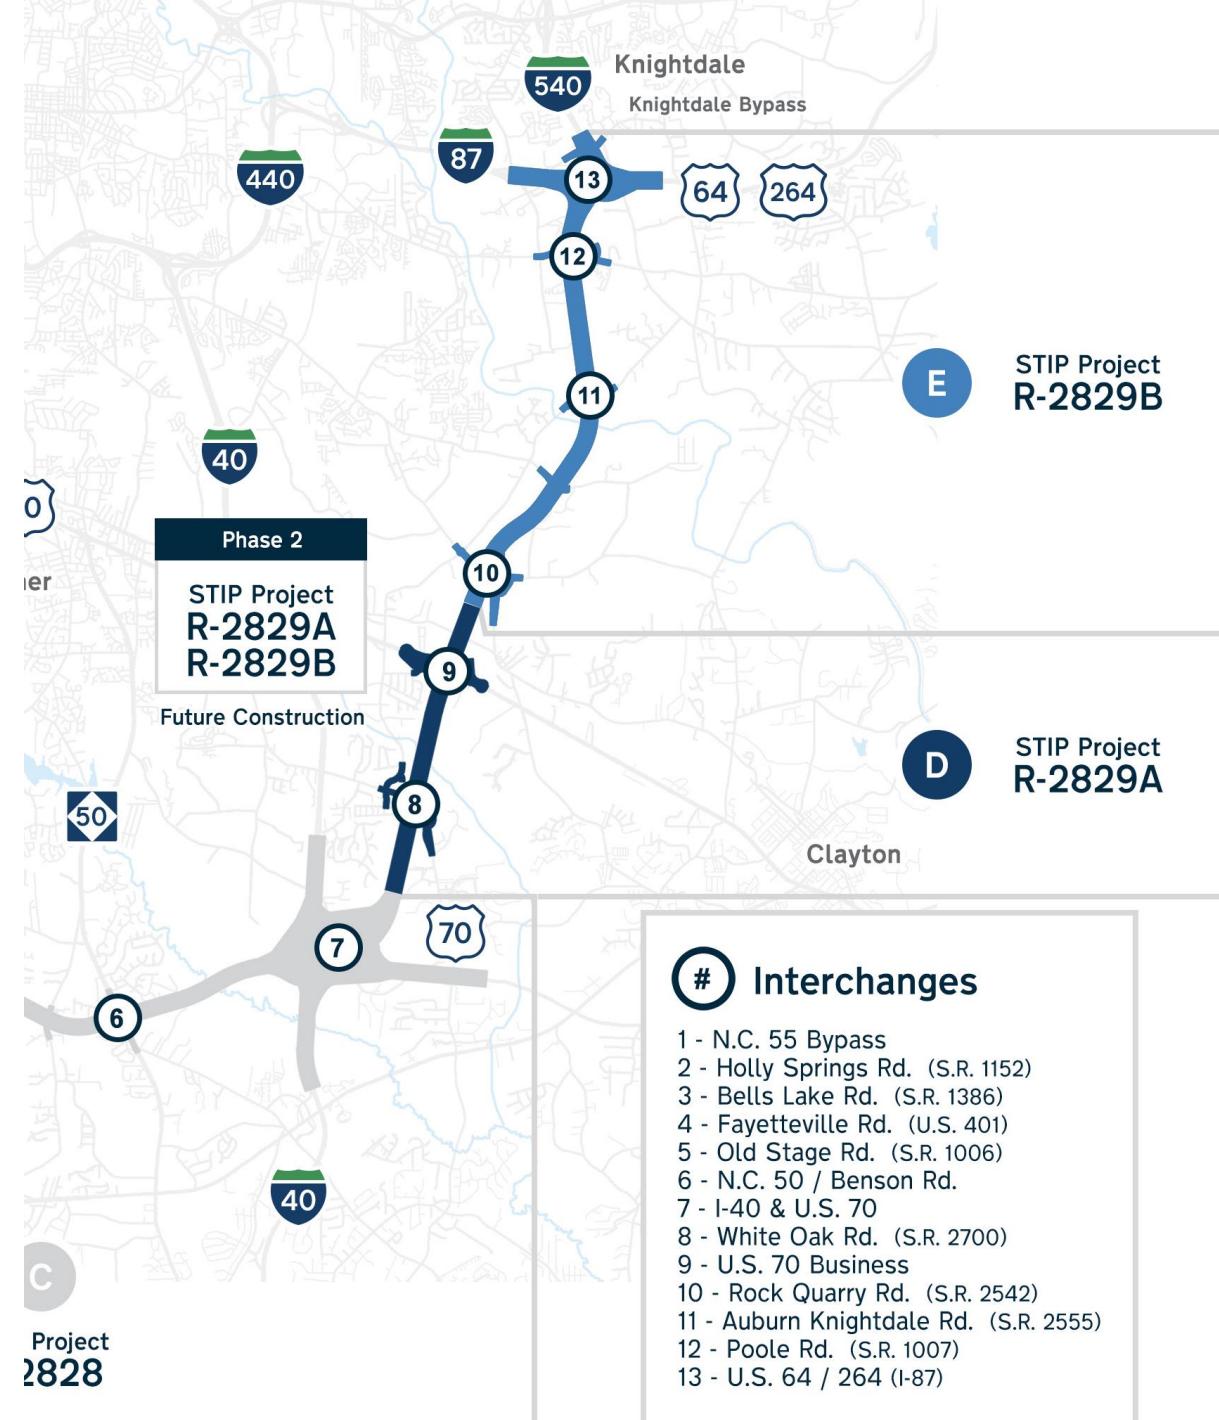 Knightdale
540
Knightdale Bypass
87
440
13
64
264
12
STIP Project
R-2829B
E
11
40
0
Phase 2
10
er
STIP Project
R-2829A
R-2829B
9
Future Construction
STIP Project
R-2829A
D
8
50
Clayton
70
7
# Interchanges
6
1 - N.C. 55 Bypass
2 - Holly Springs Rd. (S.R. 1152)
3 - Bells Lake Rd. (S.R. 1386)
4 - Fayetteville Rd. (U.S. 401)
5 - Old Stage Rd. (S.R. 1006)
6 - N.C. 50 / Benson Rd.
7 - I-40 & U.S. 70
8 - White Oak Rd. (S.R. 2700)
9 - U.S. 70 Business
10 - Rock Quarry Rd. (S.R. 2542)
11 - Auburn Knightdale Rd. (S.R. 2555)
12 - Poole Rd. (S.R. 1007)
13 - U.S. 64 / 264 (I-87)
40
C
Project
2828